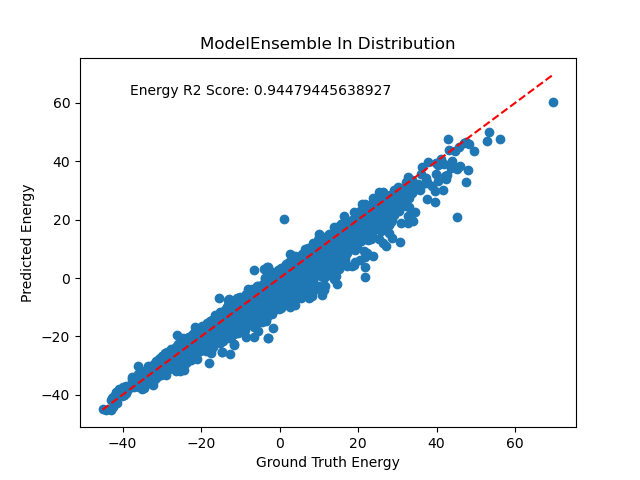 ModelEnsemble In Distribution
Energy R2 Score: 0.94479445638927
Predicted Energy
60
40
20
0
−20
−40
−40 −20 0 20 40 60
Ground Truth Energy